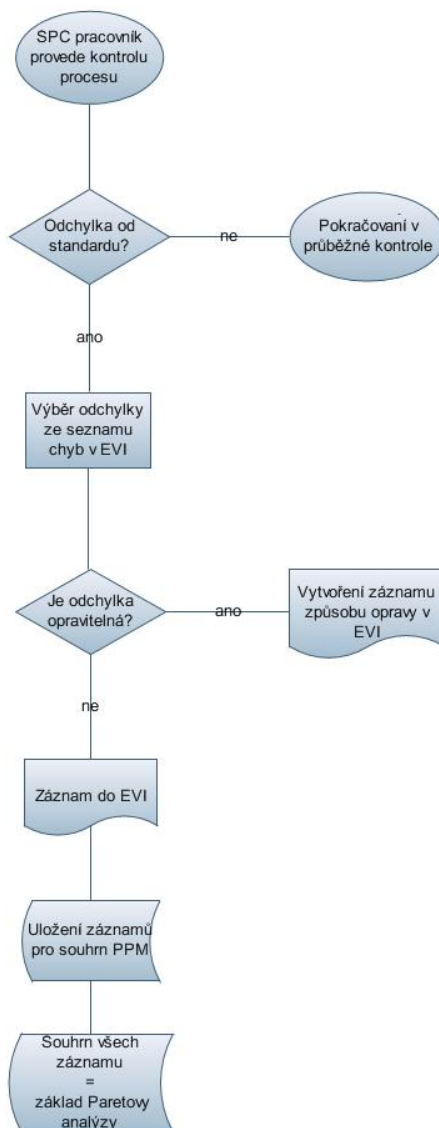 SPC pracovník
provede kontrolu
procesu
Odchylka od
standardu?
ne
Pokračovaní v
průběžné kontrole
ano
Výběr odchylky
ze seznamu
chyb v EVI
Je odchylka
opravitelná?
ano
Vytvoření záznamu
způsobu opravy v
EVI
ne
Záznam do EVI
Uložení záznamů
pro souhrn PPM
Souhrn všech
záznamu
=
základ Paretovy
analýzy